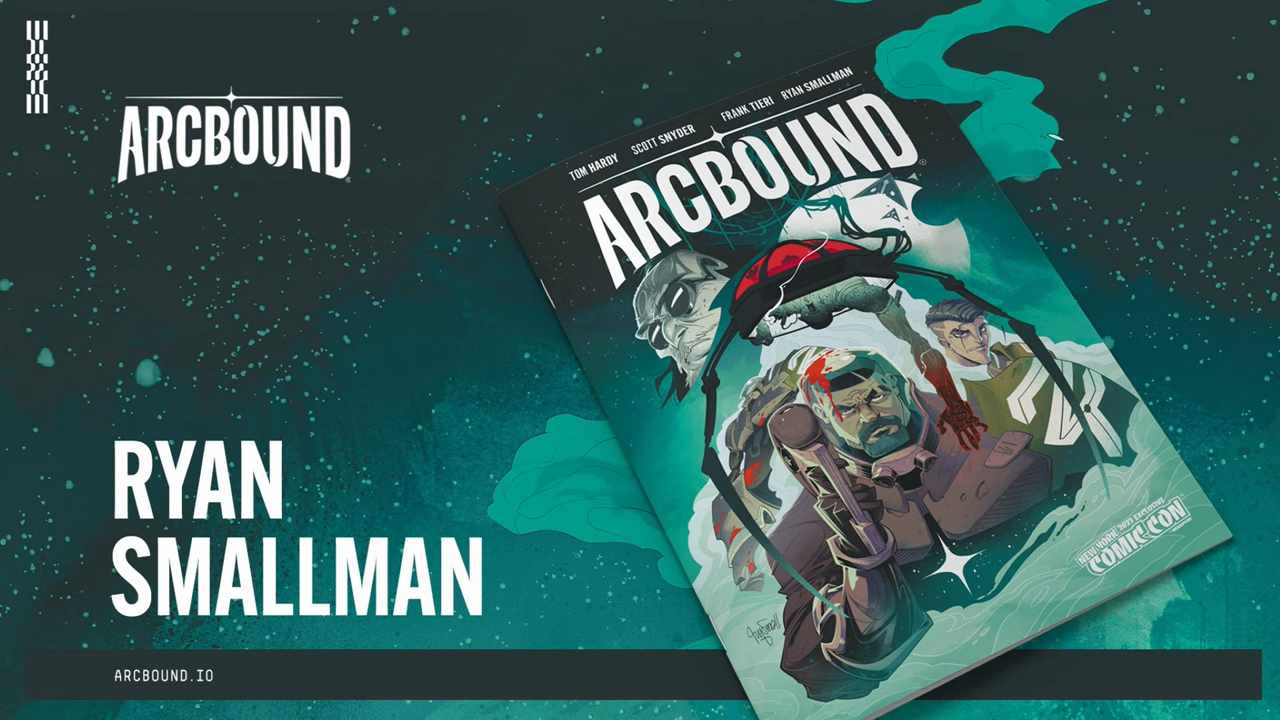 ARCBOUND
RYAN
SMALLMAN
ARCBOUND.IO
TOM HARDY SCOTT SNYDER FRANK TIERI RYAN SMALLMAN
ARCBOUND
NEW YORK 2023 EXCLUSIVE
COMIC CON